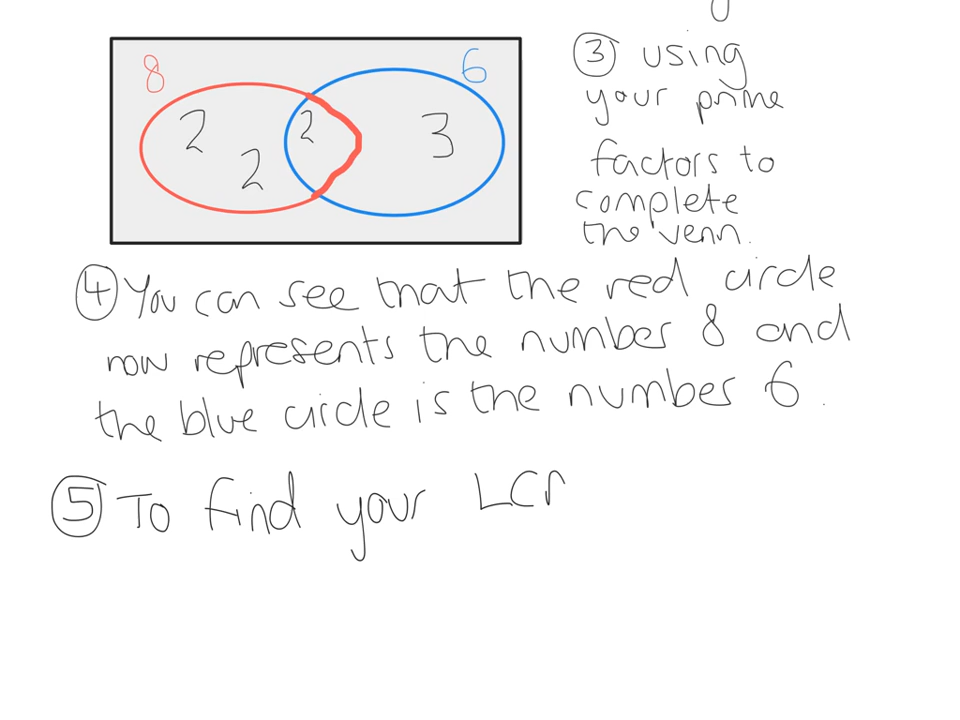 8
6
2
2
2
3
③ using
your prime
factors to
complete
the venn.
④ You can see that the red circle
now represents the number 8 and
the blue circle is the number 6.
⑤ To find your LC